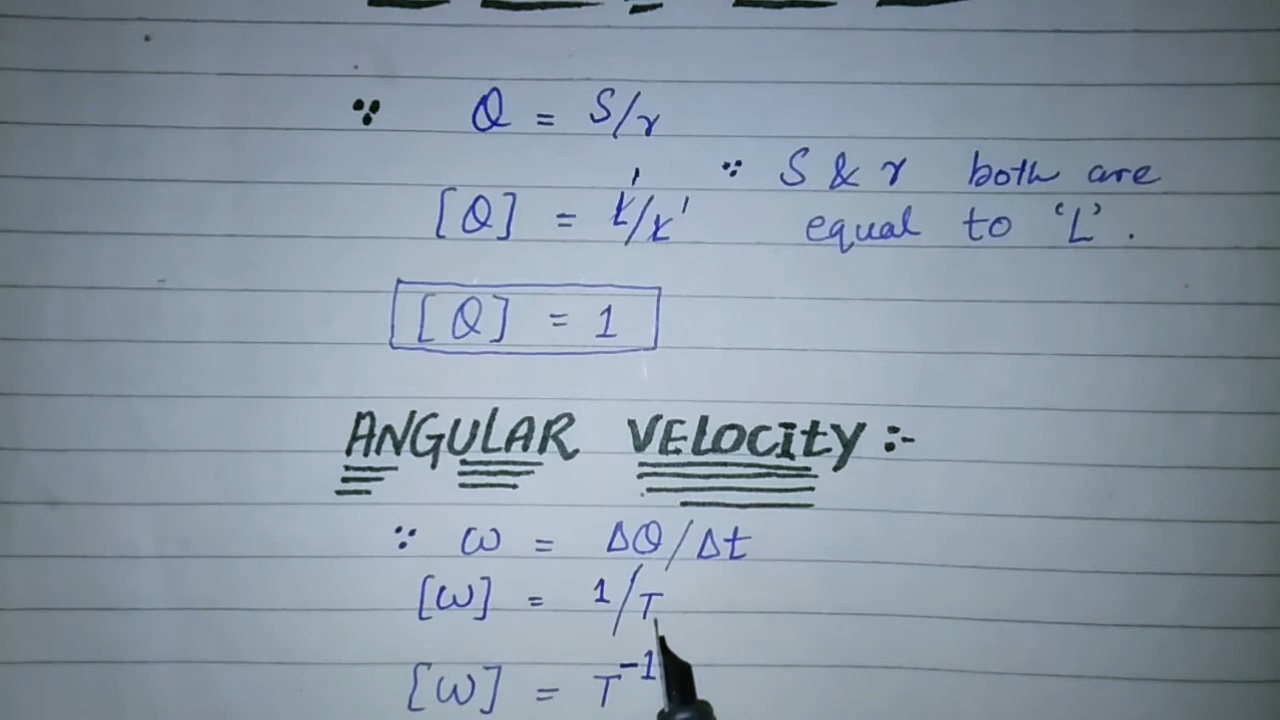 ∵ θ = S/r
∵ S & r both are
[θ] = L/L
equal to 'L'.
[θ] = 1
ANGULAR VELOCITY :-
∵ ω = Δθ/Δt
[ω] = 1/T
[ω] = T⁻¹